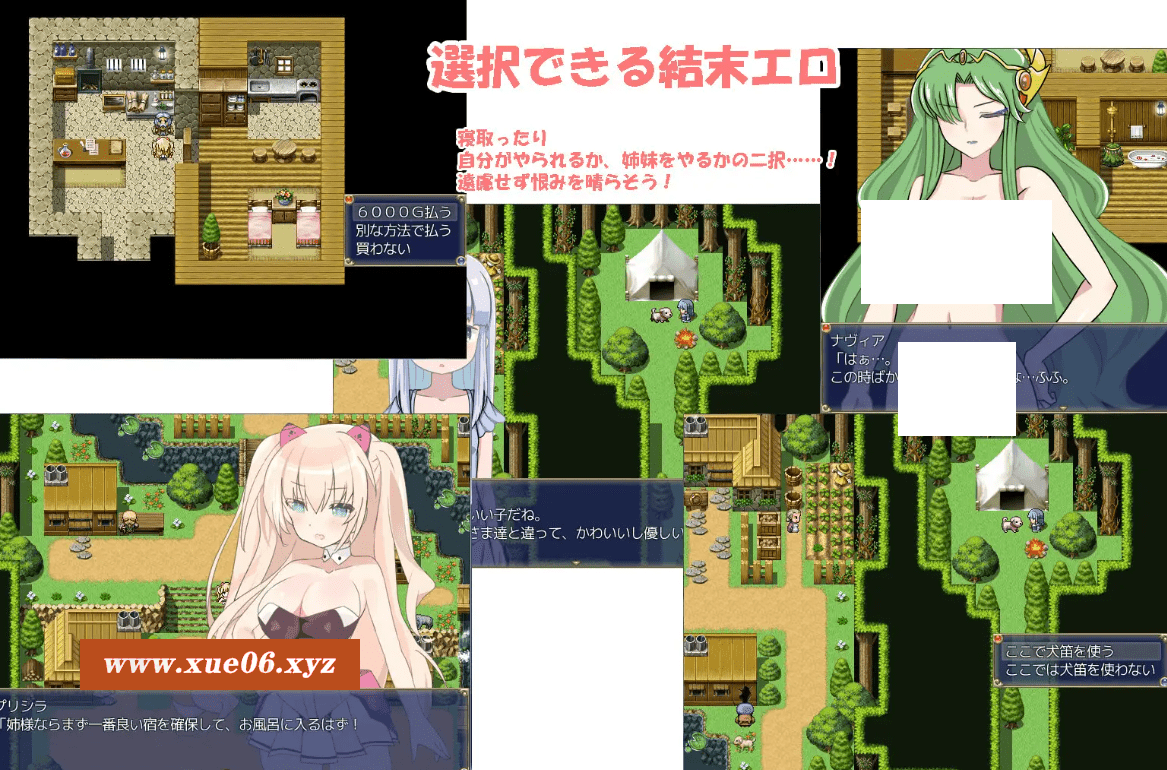 選択できる結末エロ
寝取ったり
自分がやられるか、姉妹をやるかの二択……！
遠慮せず恨みを晴らそう！
６０００Ｇ払う
別な方法で払う
買わない
ナヴィア
「はぁ…。
この時ばか
…ふふ。
いい子だね。
さま達と違って、かわいいし優しい
ここで犬笛を使う
ここでは犬笛を使わない
www.xue06.xyz
プリシラ
「姉様ならまず一番良い宿を確保して、お風呂に入るはず！